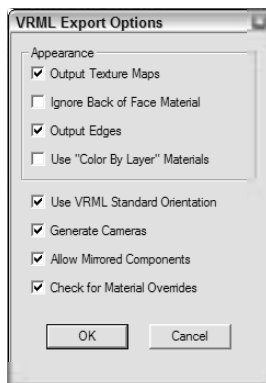 VRML Export Options
Appearance
Output Texture Maps
Ignore Back of Face Material
Output Edges
Use "Color By Layer" Materials
Use VRML Standard Orientation
Generate Cameras
Allow Mirrored Components
Check for Material Overrides
OK Cancel